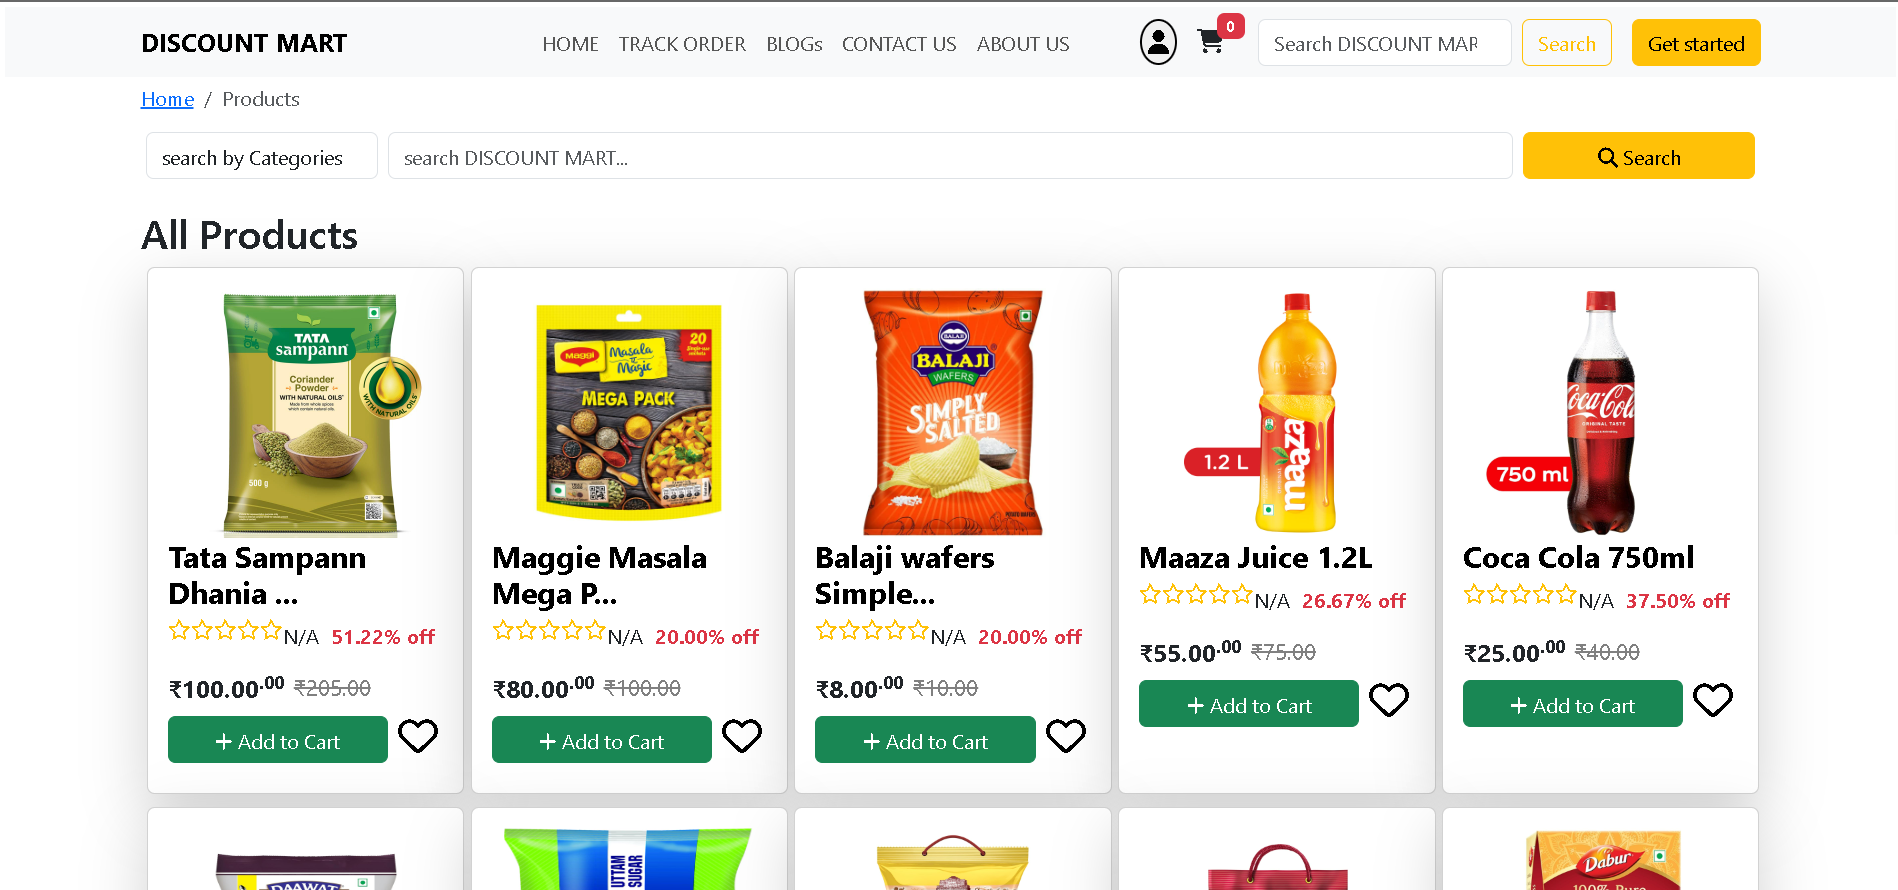 DISCOUNT MART
HOME TRACK ORDER BLOGs CONTACT US ABOUT US
0
Search DISCOUNT MAR
Search
Get started
Home / Products
search by Categories
search DISCOUNT MART...
Search
All Products
TATA
sampann
Coriander
Powder
WITH NATURAL OILS
WITH NATURAL OILS
500 g
Tata Sampann
Dhania ...
N/A 51.22% off
₹100.00.00 ₹205.00
+ Add to Cart
20
Maggi
Masala
Magic
MEGA PACK
Maggie Masala
Mega P...
N/A 20.00% off
₹80.00.00 ₹100.00
+ Add to Cart
BALAJI
BALAJI
WAFERS
SIMPLY
SALTED
Balaji wafers
Simple...
N/A 20.00% off
₹8.00.00 ₹10.00
+ Add to Cart
1.2 L
maaza
Maaza Juice 1.2L
N/A 26.67% off
₹55.00.00 ₹75.00
+ Add to Cart
Coca-Cola
ORIGINAL TASTE
750 ml
Coca Cola 750ml
N/A 37.50% off
₹25.00.00 ₹40.00
+ Add to Cart
DAAWAT
UTTAM
SUGAR
Dabur
100% Pure